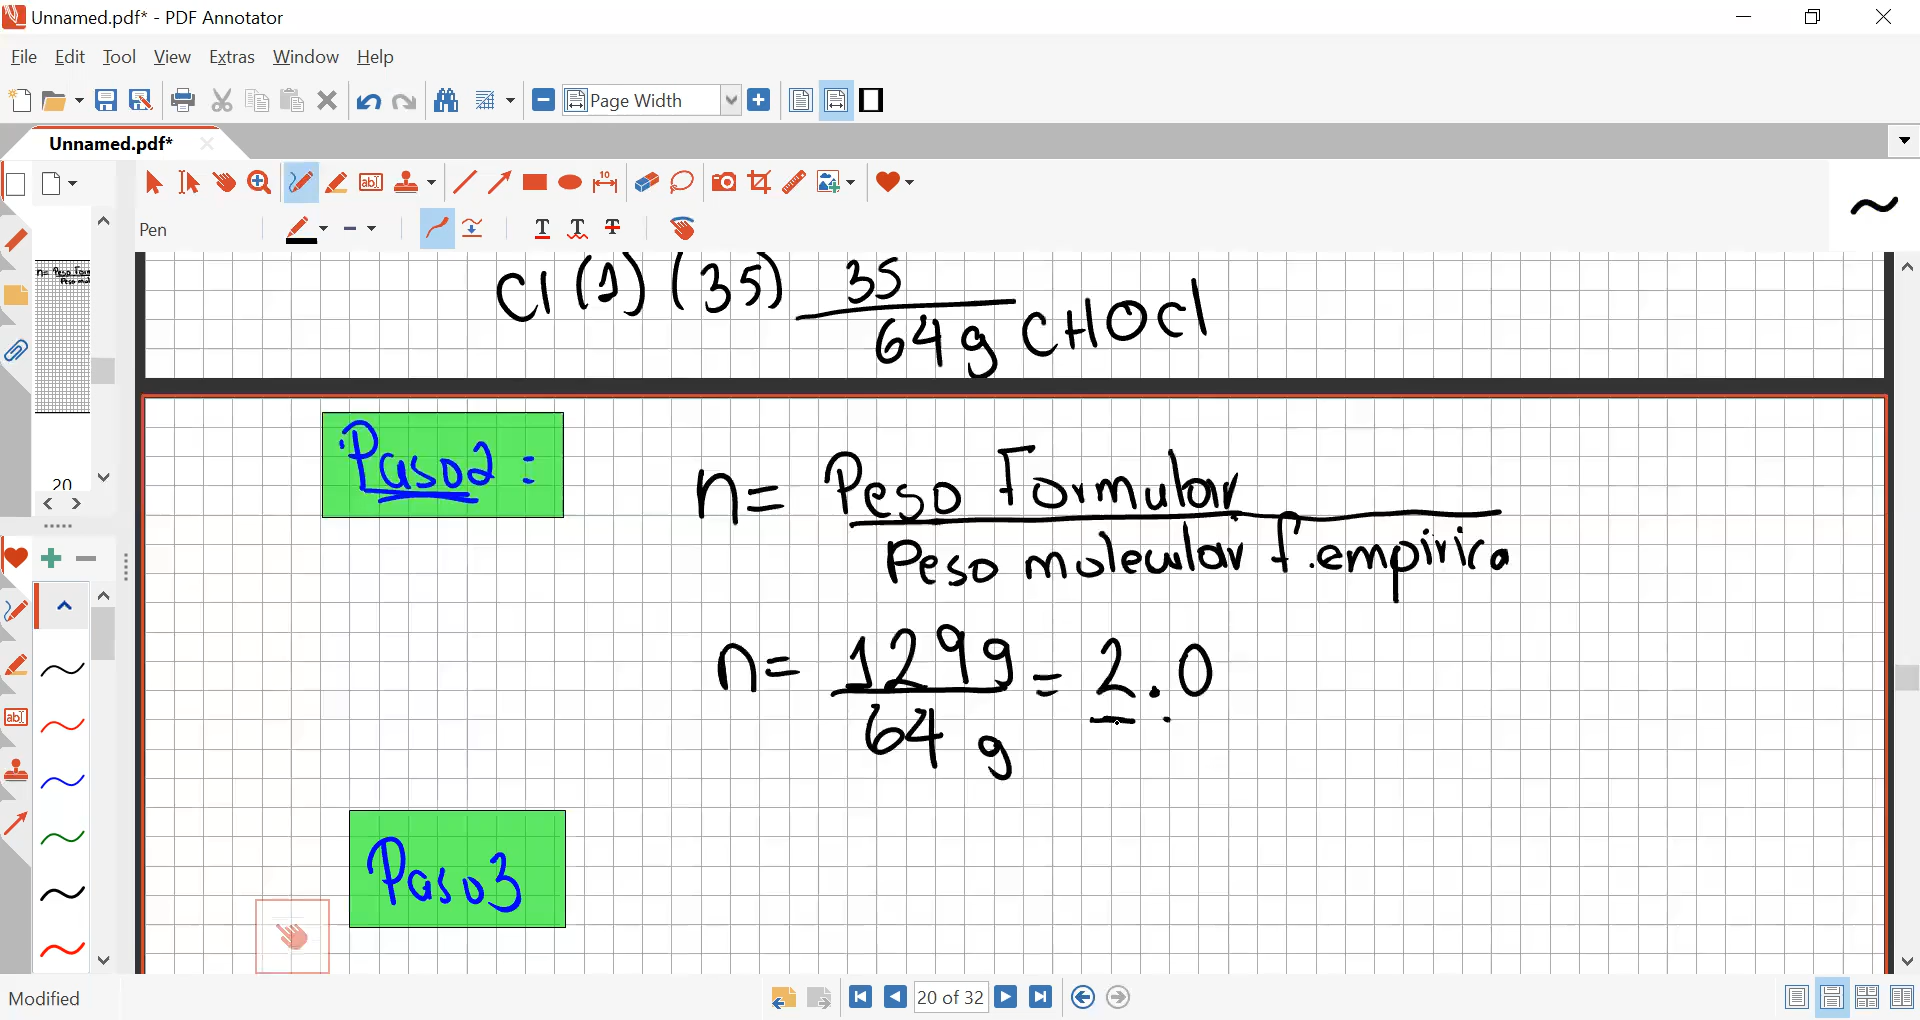 Unnamed.pdf* - PDF Annotator
File Edit Tool View Extras Window Help
Page Width
Unnamed.pdf*
Pen
Cl (1) (35) 35
64 g CHOCl
Paso2 :
n= Peso Formular
Peso molecular f.empirica
n= 129g = 2.0
64 g
Paso3
20
Modified
20 of 32